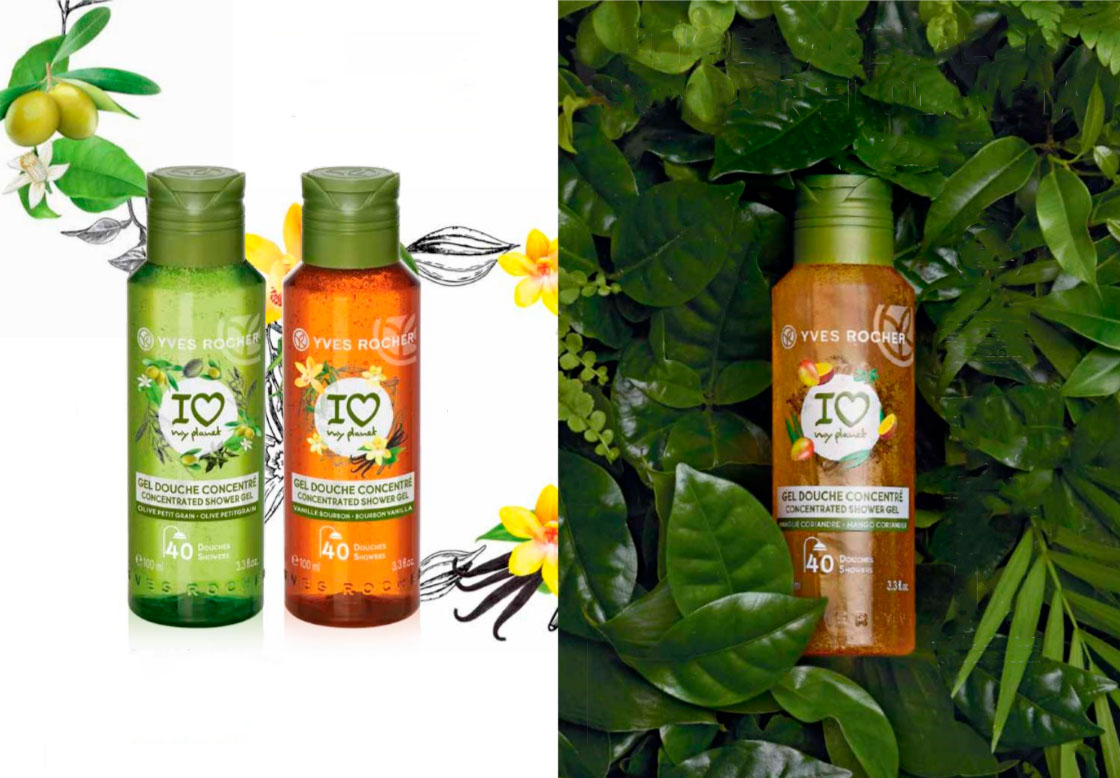 YVES ROCHER
I
my planet
GEL DOUCHE CONCENTRÉ
CONCENTRATED SHOWER GEL
OLIVE PETIT GRAIN • OLIVE PETITGRAIN
40 DOUCHES
SHOWERS
℮100 ml
3.3 fl.oz.
YVES ROCHER
YVES ROCHER
I
my planet
GEL DOUCHE CONCENTRÉ
CONCENTRATED SHOWER GEL
VANILLE BOURBON • BOURBON VANILLA
40 DOUCHES
SHOWERS
℮100 ml
3.3 fl.oz.
YVES ROCHER
YVES ROCHER
I
my planet
GEL DOUCHE CONCENTRÉ
CONCENTRATED SHOWER GEL
MANGUE CORIANDRE • MANGO CORIANDER
40 DOUCHES
SHOWERS
3.3 fl.oz.